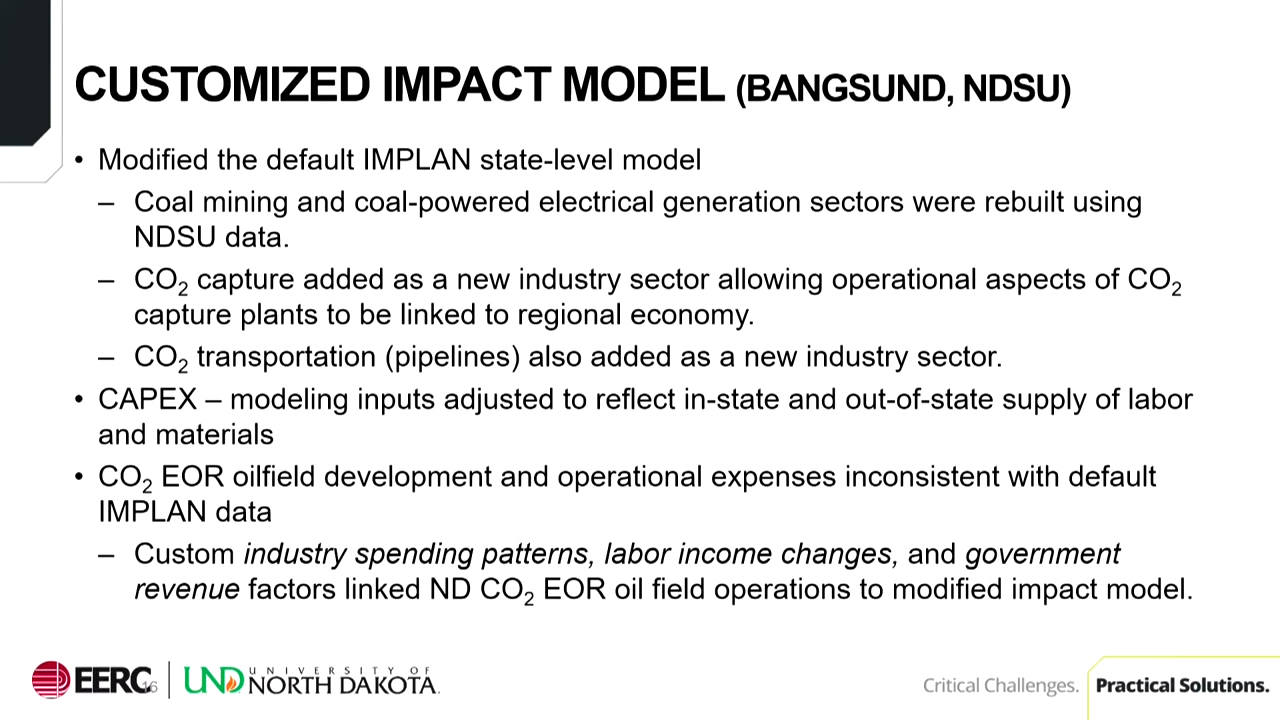 CUSTOMIZED IMPACT MODEL (BANGSUND, NDSU)
• Modified the default IMPLAN state-level model
– Coal mining and coal-powered electrical generation sectors were rebuilt using
NDSU data.
– CO₂ capture added as a new industry sector allowing operational aspects of CO₂
capture plants to be linked to regional economy.
– CO₂ transportation (pipelines) also added as a new industry sector.
• CAPEX – modeling inputs adjusted to reflect in-state and out-of-state supply of labor
and materials
• CO₂ EOR oilfield development and operational expenses inconsistent with default
IMPLAN data
– Custom industry spending patterns, labor income changes, and government
revenue factors linked ND CO₂ EOR oil field operations to modified impact model.
EERC 16
UND UNIVERSITY OF
NORTH DAKOTA.
Critical Challenges. Practical Solutions.